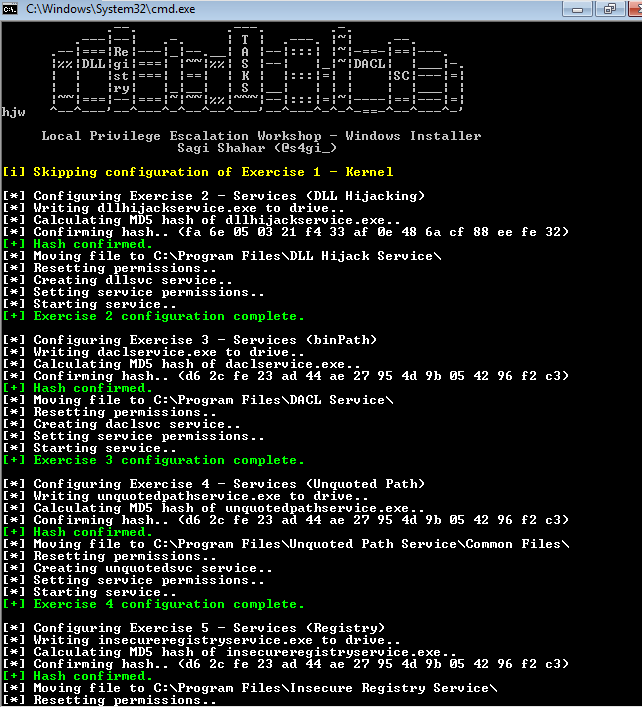 C:\Windows\System32\cmd.exe
T
Re A
DLL gi S DACL
st K SC
ry S
hjw
Local Privilege Escalation Workshop - Windows Installer
Sagi Shahar (@s4gi_)
[i] Skipping configuration of Exercise 1 - Kernel
[*] Configuring Exercise 2 - Services (DLL Hijacking)
[*] Writing dllhijackservice.exe to drive..
[*] Calculating MD5 hash of dllhijackservice.exe..
[*] Confirming hash.. (fa 6e 05 03 21 f4 33 af 0e 48 6a cf 88 ee fe 32)
[+] Hash confirmed.
[*] Moving file to C:\Program Files\DLL Hijack Service\
[*] Resetting permissions..
[*] Creating dllsvc service..
[*] Setting service permissions..
[*] Starting service..
[+] Exercise 2 configuration complete.
[*] Configuring Exercise 3 - Services (binPath)
[*] Writing daclservice.exe to drive..
[*] Calculating MD5 hash of daclservice.exe..
[*] Confirming hash.. (d6 2c fe 23 ad 44 ae 27 95 4d 9b 05 42 96 f2 c3)
[+] Hash confirmed.
[*] Moving file to C:\Program Files\DACL Service\
[*] Resetting permissions..
[*] Creating daclsvc service..
[*] Setting service permissions..
[*] Starting service..
[+] Exercise 3 configuration complete.
[*] Configuring Exercise 4 - Services (Unquoted Path)
[*] Writing unquotedpathservice.exe to drive..
[*] Calculating MD5 hash of unquotedpathservice.exe..
[*] Confirming hash.. (d6 2c fe 23 ad 44 ae 27 95 4d 9b 05 42 96 f2 c3)
[+] Hash confirmed.
[*] Moving file to C:\Program Files\Unquoted Path Service\Common Files\
[*] Resetting permissions..
[*] Creating unquotedsvc service..
[*] Setting service permissions..
[*] Starting service..
[+] Exercise 4 configuration complete.
[*] Configuring Exercise 5 - Services (Registry)
[*] Writing insecureregistryservice.exe to drive..
[*] Calculating MD5 hash of insecureregistryservice.exe..
[*] Confirming hash.. (d6 2c fe 23 ad 44 ae 27 95 4d 9b 05 42 96 f2 c3)
[+] Hash confirmed.
[*] Moving file to C:\Program Files\Insecure Registry Service\
[*] Resetting permissions..